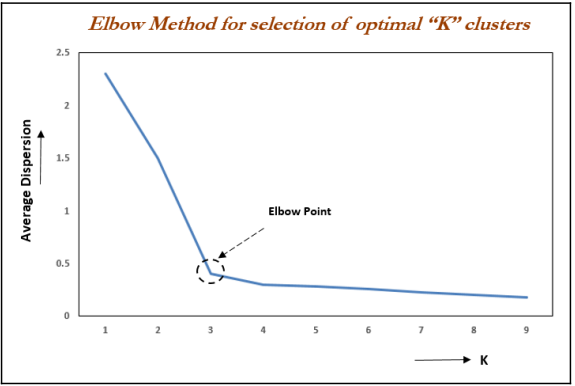 Elbow Method for selection of optimal “K” clusters
2.5
2
1.5
1
0.5
0
Average Dispersion
Elbow Point
1 2 3 4 5 6 7 8 9
K